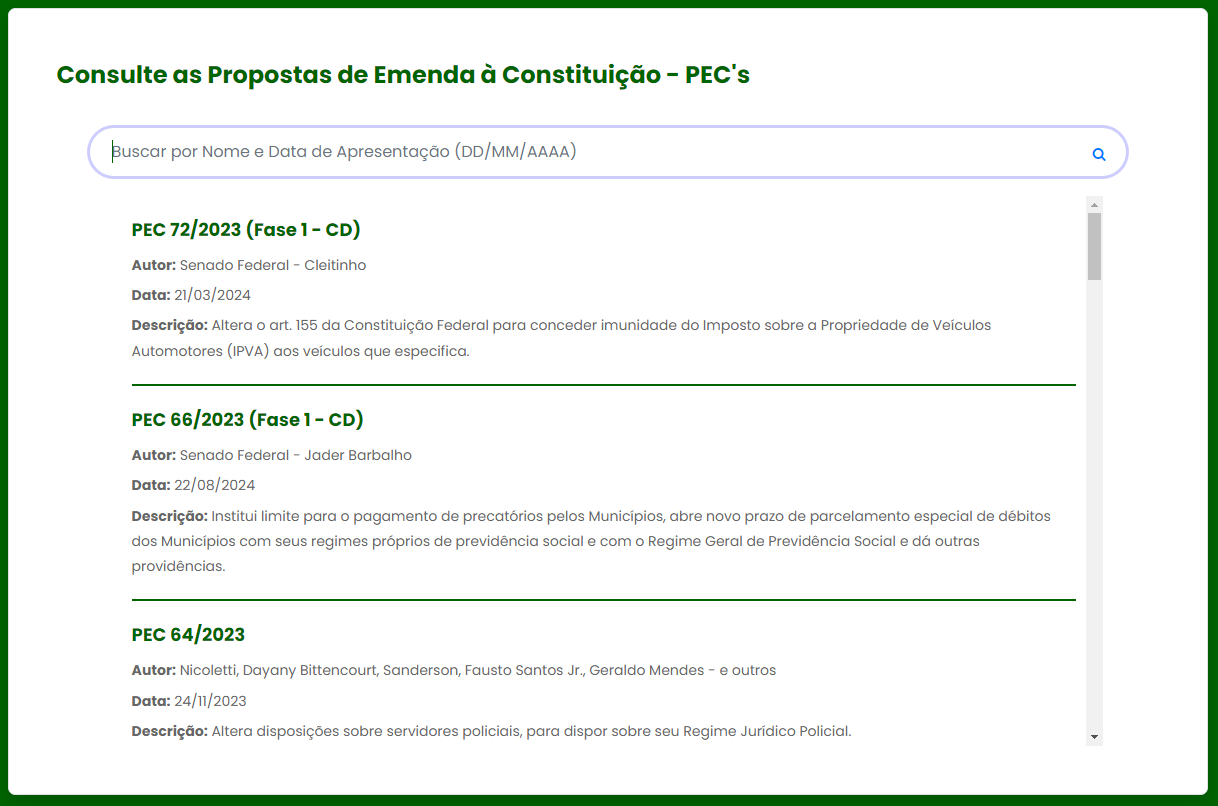 Consulte as Propostas de Emenda à Constituição - PEC's
Buscar por Nome e Data de Apresentação (DD/MM/AAAA)
PEC 72/2023 (Fase 1 - CD)
Autor: Senado Federal - Cleitinho
Data: 21/03/2024
Descrição: Altera o art. 155 da Constituição Federal para conceder imunidade do Imposto sobre a Propriedade de Veículos
Automotores (IPVA) aos veículos que especifica.
PEC 66/2023 (Fase 1 - CD)
Autor: Senado Federal - Jader Barbalho
Data: 22/08/2024
Descrição: Institui limite para o pagamento de precatórios pelos Municípios, abre novo prazo de parcelamento especial de débitos
dos Municípios com seus regimes próprios de previdência social e com o Regime Geral de Previdência Social e dá outras
providências.
PEC 64/2023
Autor: Nicoletti, Dayany Bittencourt, Sanderson, Fausto Santos Jr., Geraldo Mendes - e outros
Data: 24/11/2023
Descrição: Altera disposições sobre servidores policiais, para dispor sobre seu Regime Jurídico Policial.